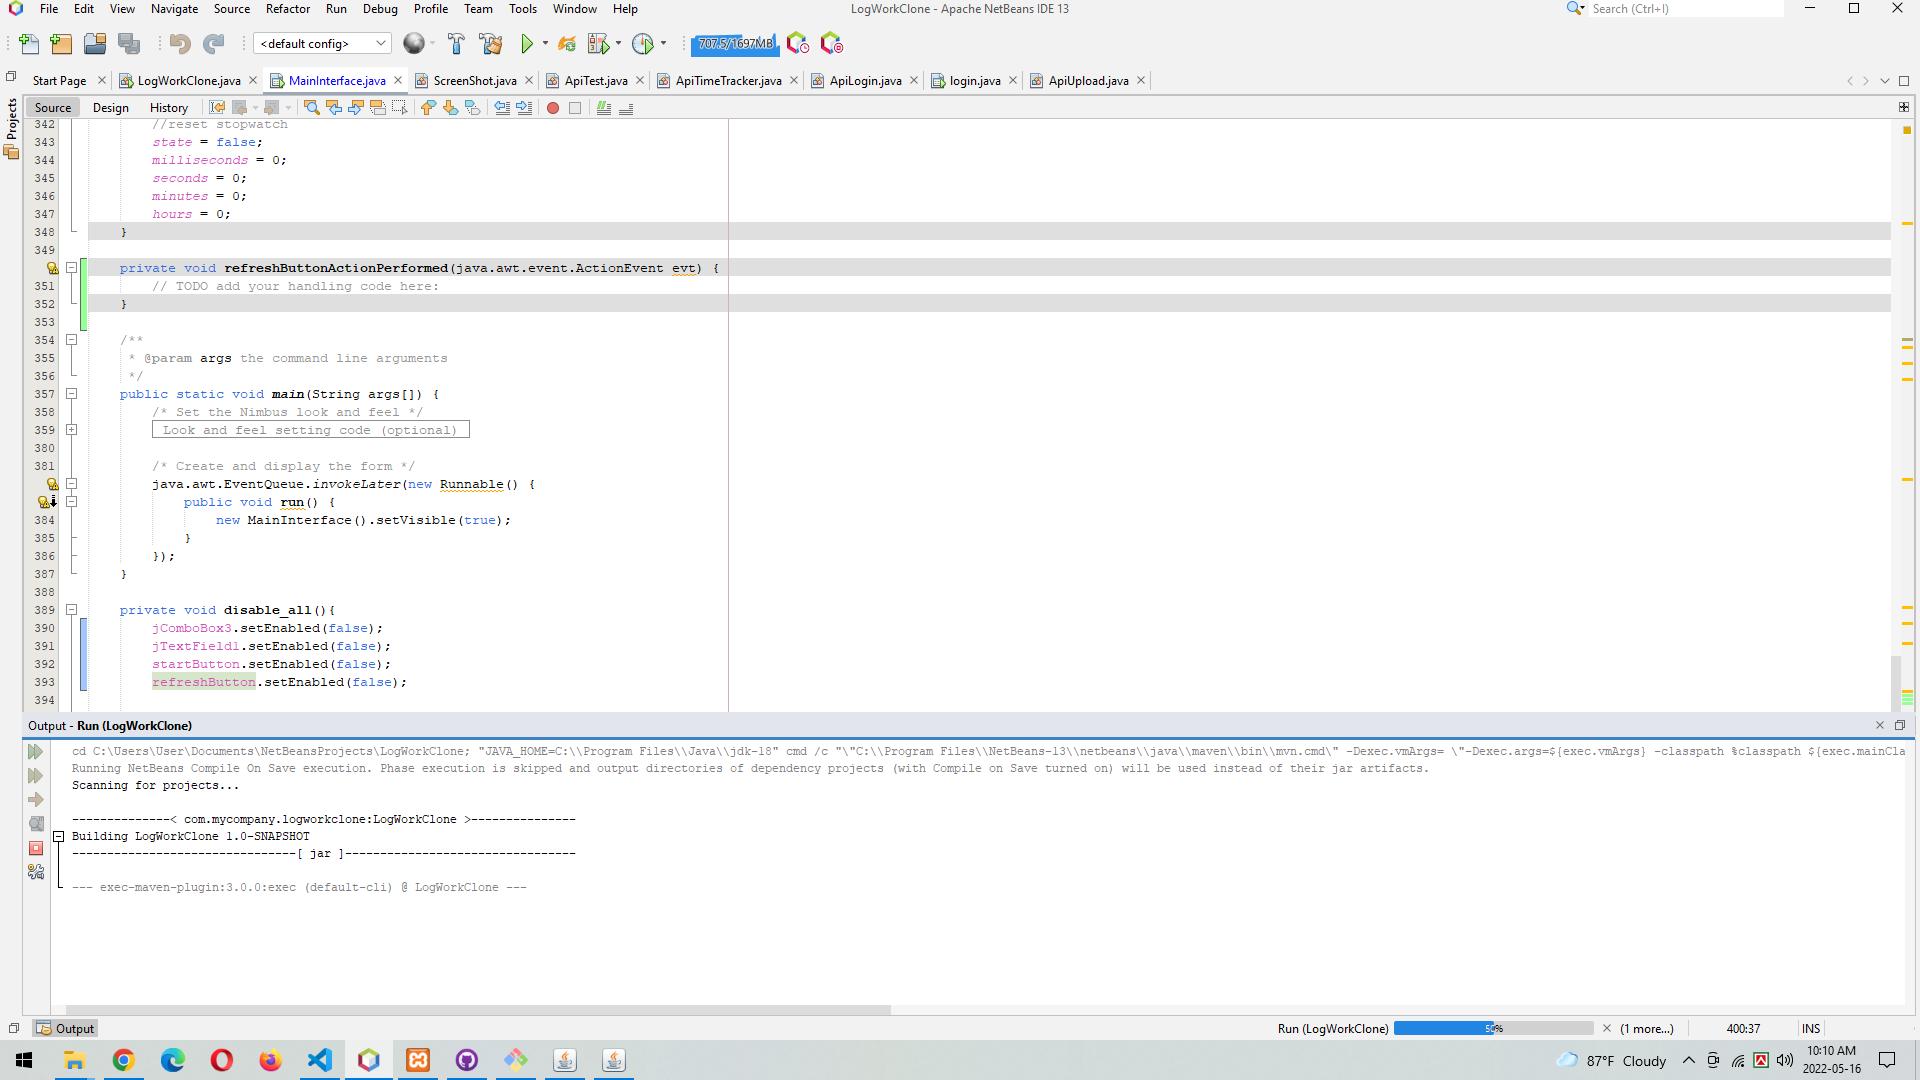 File Edit View Navigate Source Refactor Run Debug Profile Team Tools Window Help
LogWorkClone - Apache NetBeans IDE 13
Search (Ctrl+I)
<default config>
707.5/1697MB
Start Page
LogWorkClone.java
MainInterface.java
ScreenShot.java
ApiTest.java
ApiTimeTracker.java
ApiLogin.java
login.java
ApiUpload.java
Projects
Source Design History
342 //reset stopwatch
343 state = false;
344 milliseconds = 0;
345 seconds = 0;
346 minutes = 0;
347 hours = 0;
348 }
349
private void refreshButtonActionPerformed(java.awt.event.ActionEvent evt) {
351 // TODO add your handling code here:
352 }
353
354 /**
355 * @param args the command line arguments
356 */
357 public static void main(String args[]) {
358 /* Set the Nimbus look and feel */
359 Look and feel setting code (optional)
380
381 /* Create and display the form */
java.awt.EventQueue.invokeLater(new Runnable() {
public void run() {
384 new MainInterface().setVisible(true);
385 }
386 });
387 }
388
389 private void disable_all(){
390 jComboBox3.setEnabled(false);
391 jTextField1.setEnabled(false);
392 startButton.setEnabled(false);
393 refreshButton.setEnabled(false);
394
Output - Run (LogWorkClone)
cd C:\Users\User\Documents\NetBeansProjects\LogWorkClone; "JAVA_HOME=C:\\Program Files\\Java\\jdk-18" cmd /c "\"C:\\Program Files\\NetBeans-13\\netbeans\\java\\maven\\bin\\mvn.cmd\" -Dexec.vmArgs= \"-Dexec.args=${exec.vmArgs} -classpath %classpath ${exec.mainCla
Running NetBeans Compile On Save execution. Phase execution is skipped and output directories of dependency projects (with Compile on Save turned on) will be used instead of their jar artifacts.
Scanning for projects...
--------------< com.mycompany.logworkclone:LogWorkClone >---------------
Building LogWorkClone 1.0-SNAPSHOT
--------------------------------[ jar ]---------------------------------
--- exec-maven-plugin:3.0.0:exec (default-cli) @ LogWorkClone ---
Output
Run (LogWorkClone)
50%
(1 more...)
400:37
INS
87°F Cloudy
10:10 AM
2022-05-16